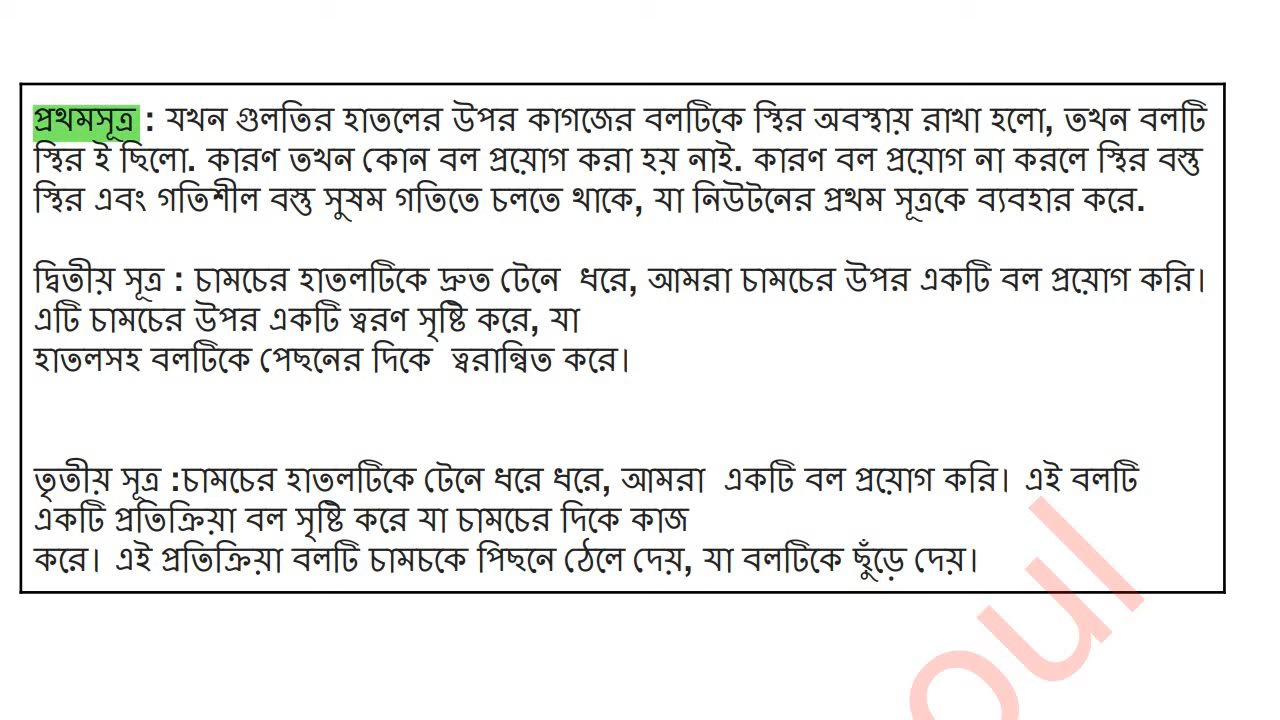 প্রথমসূত্র : যখন গুলতির হাতলের উপর কাগজের বলটিকে স্থির অবস্থায় রাখা হলো, তখন বলটি
স্থির ই ছিলো. কারণ তখন কোন বল প্রয়োগ করা হয় নাই. কারণ বল প্রয়োগ না করলে স্থির বস্তু
স্থির এবং গতিশীল বস্তু সুষম গতিতে চলতে থাকে, যা নিউটনের প্রথম সূত্রকে ব্যবহার করে.
দ্বিতীয় সূত্র : চামচের হাতলটিকে দ্রুত টেনে ধরে, আমরা চামচের উপর একটি বল প্রয়োগ করি।
এটি চামচের উপর একটি ত্বরণ সৃষ্টি করে, যা
হাতলসহ বলটিকে পেছনের দিকে ত্বরান্বিত করে।
তৃতীয় সূত্র :চামচের হাতলটিকে টেনে ধরে ধরে, আমরা একটি বল প্রয়োগ করি। এই বলটি
একটি প্রতিক্রিয়া বল সৃষ্টি করে যা চামচের দিকে কাজ
করে। এই প্রতিক্রিয়া বলটি চামচকে পিছনে ঠেলে দেয়, যা বলটিকে ছুঁড়ে দেয়।
oul